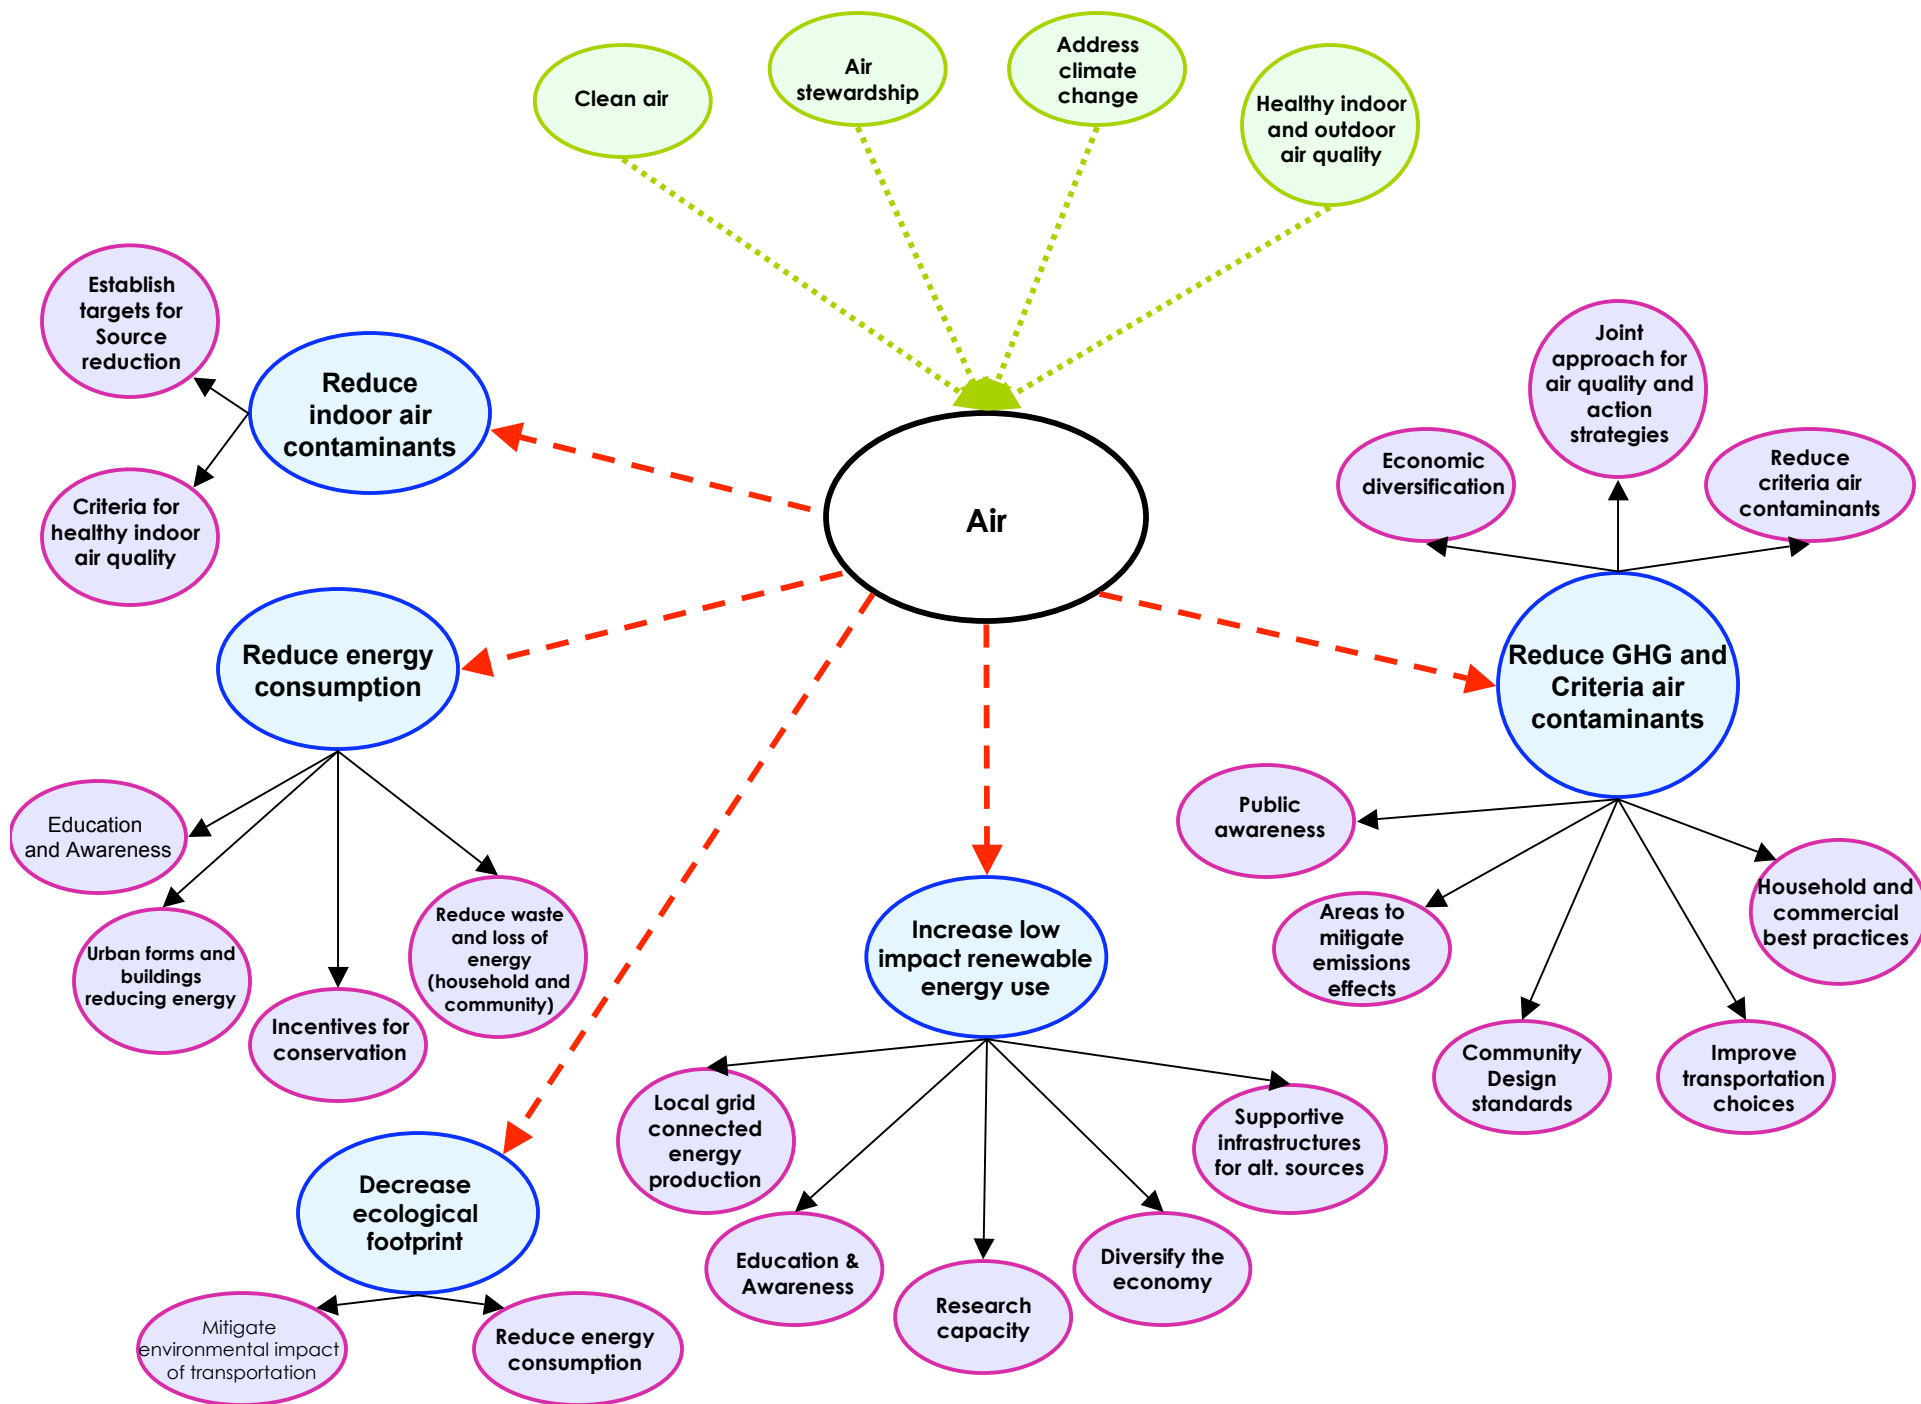 Clean air
Air
stewardship
Address
climate
change
Healthy indoor
and outdoor
air quality
Establish
targets for
Source
reduction
Reduce
indoor air
contaminants
Criteria for
healthy indoor
air quality
Air
Joint
approach for
air quality and
action
strategies
Economic
diversification
Reduce
criteria air
contaminants
Reduce energy
consumption
Reduce GHG and
Criteria air
contaminants
Education
and Awareness
Urban forms and
buildings
reducing energy
Incentives for
conservation
Reduce waste
and loss of
energy
(household and
community)
Public
awareness
Areas to
mitigate
emissions
effects
Community
Design
standards
Improve
transportation
choices
Household and
commercial
best practices
Increase low
impact renewable
energy use
Local grid
connected
energy
production
Education &
Awareness
Research
capacity
Diversify the
economy
Supportive
infrastructures
for alt. sources
Decrease
ecological
footprint
Mitigate
environmental impact
of transportation
Reduce energy
consumption